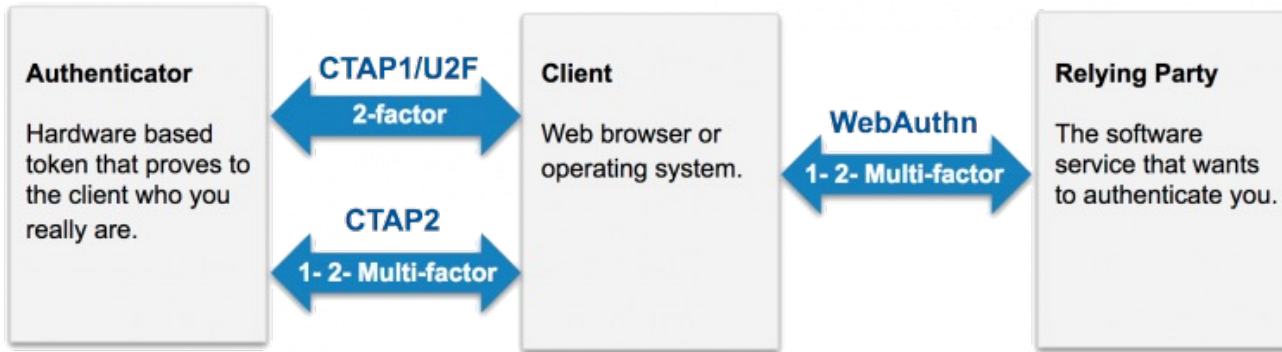 Authenticator
Hardware based
token that proves to
the client who you
really are.
CTAP1/U2F
2-factor
CTAP2
1- 2- Multi-factor
Client
Web browser or
operating system.
WebAuthn
1- 2- Multi-factor
Relying Party
The software
service that wants
to authenticate you.